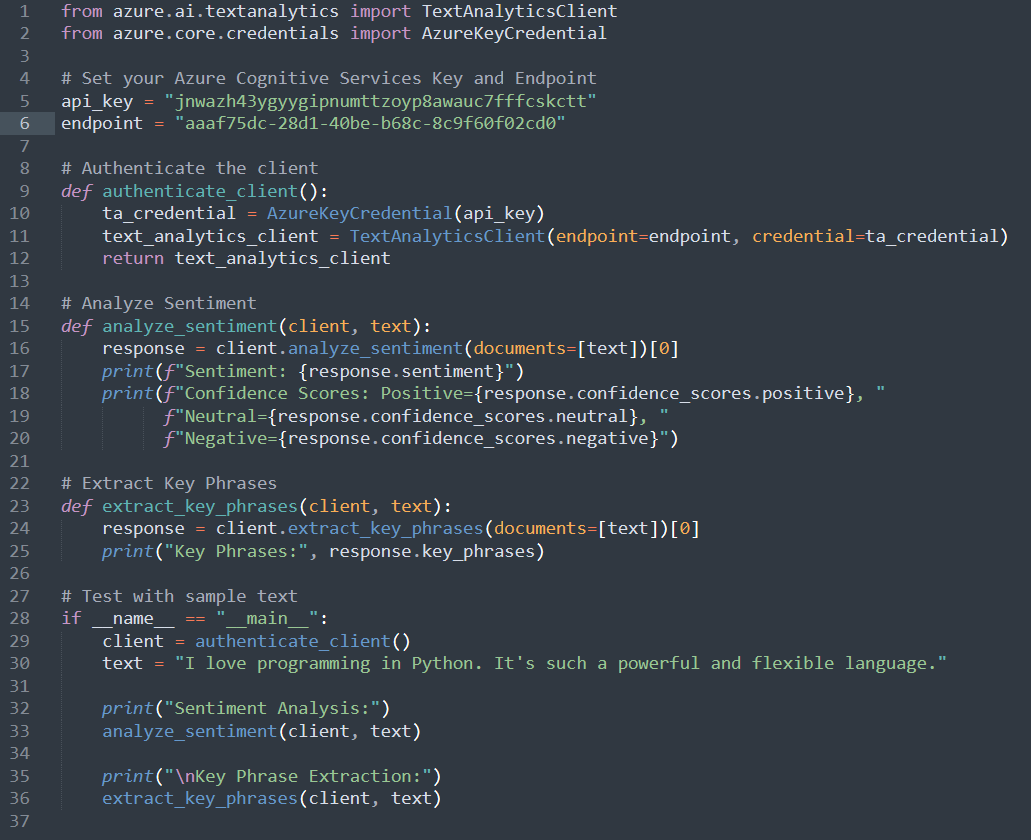 1 from azure.ai.textanalytics import TextAnalyticsClient
2 from azure.core.credentials import AzureKeyCredential
3
4 # Set your Azure Cognitive Services Key and Endpoint
5 api_key = "jnwazh43ygyygipnumttzoyp8awauc7fffcskctt"
6 endpoint = "aaaf75dc-28d1-40be-b68c-8c9f60f02cd0"
7
8 # Authenticate the client
9 def authenticate_client():
10     ta_credential = AzureKeyCredential(api_key)
11     text_analytics_client = TextAnalyticsClient(endpoint=endpoint, credential=ta_credential)
12     return text_analytics_client
13
14 # Analyze Sentiment
15 def analyze_sentiment(client, text):
16     response = client.analyze_sentiment(documents=[text])[0]
17     print(f"Sentiment: {response.sentiment}")
18     print(f"Confidence Scores: Positive={response.confidence_scores.positive}, "
19           f"Neutral={response.confidence_scores.neutral}, "
20           f"Negative={response.confidence_scores.negative}")
21
22 # Extract Key Phrases
23 def extract_key_phrases(client, text):
24     response = client.extract_key_phrases(documents=[text])[0]
25     print("Key Phrases:", response.key_phrases)
26
27 # Test with sample text
28 if __name__ == "__main__":
29     client = authenticate_client()
30     text = "I love programming in Python. It's such a powerful and flexible language."
31
32     print("Sentiment Analysis:")
33     analyze_sentiment(client, text)
34
35     print("\nKey Phrase Extraction:")
36     extract_key_phrases(client, text)
37